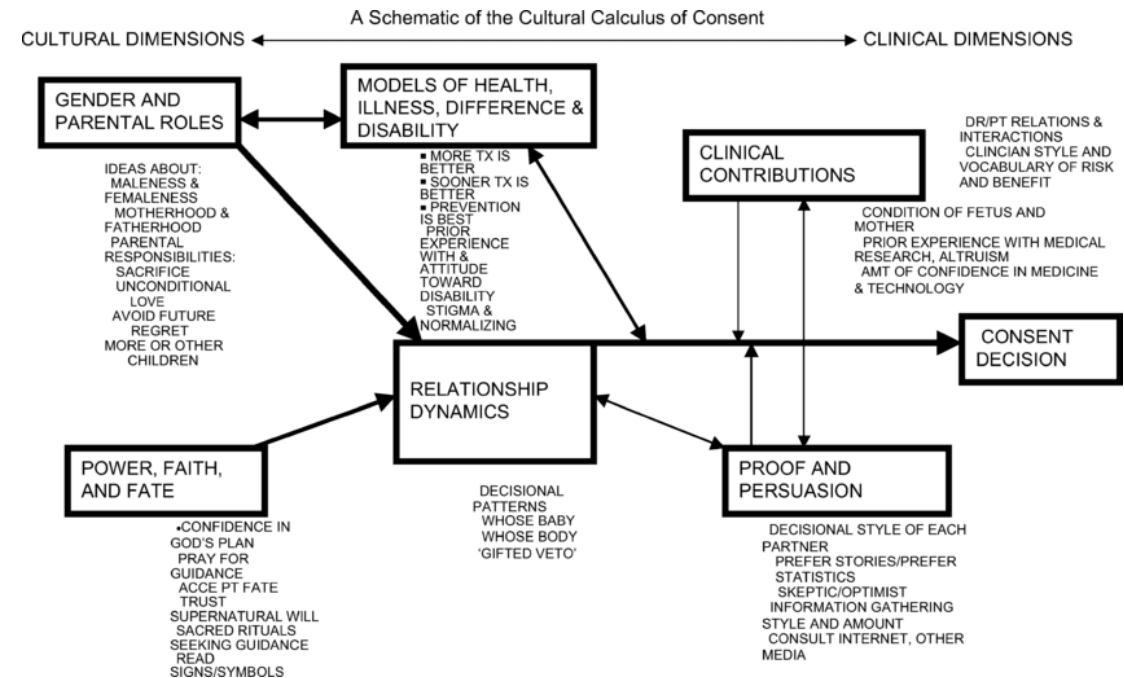 A Schematic of the Cultural Calculus of Consent
CULTURAL DIMENSIONS
CLINICAL DIMENSIONS
GENDER AND
PARENTAL ROLES
IDEAS ABOUT:
MALENESS &
FEMALENESS
MOTHERHOOD &
FATHERHOOD
PARENTAL
RESPONSIBILITIES:
SACRIFICE
UNCONDITIONAL
LOVE
AVOID FUTURE
REGRET
MORE OR OTHER
CHILDREN
MODELS OF HEALTH,
ILLNESS, DIFFERENCE &
DISABILITY
▪ MORE TX IS
BETTER
▪ SOONER TX IS
BETTER
▪ PREVENTION
IS BEST
PRIOR
EXPERIENCE
WITH &
ATTITUDE
TOWARD
DISABILITY
STIGMA &
NORMALIZING
CLINICAL
CONTRIBUTIONS
DR/PT RELATIONS &
INTERACTIONS
CLINCIAN STYLE AND
VOCABULARY OF RISK
AND BENEFIT
CONDITION OF FETUS AND
MOTHER
PRIOR EXPERIENCE WITH MEDICAL
RESEARCH, ALTRUISM
AMT OF CONFIDENCE IN MEDICINE
& TECHNOLOGY
CONSENT
DECISION
RELATIONSHIP
DYNAMICS
DECISIONAL
PATTERNS
WHOSE BABY
WHOSE BODY
'GIFTED VETO'
POWER, FAITH,
AND FATE
•CONFIDENCE IN
GOD'S PLAN
PRAY FOR
GUIDANCE
ACCE PT FATE
TRUST
SUPERNATURAL WILL
SACRED RITUALS
SEEKING GUIDANCE
READ
SIGNS/SYMBOLS
PROOF AND
PERSUASION
DECISIONAL STYLE OF EACH
PARTNER
PREFER STORIES/PREFER
STATISTICS
SKEPTIC/OPTIMIST
INFORMATION GATHERING
STYLE AND AMOUNT
CONSULT INTERNET, OTHER
MEDIA